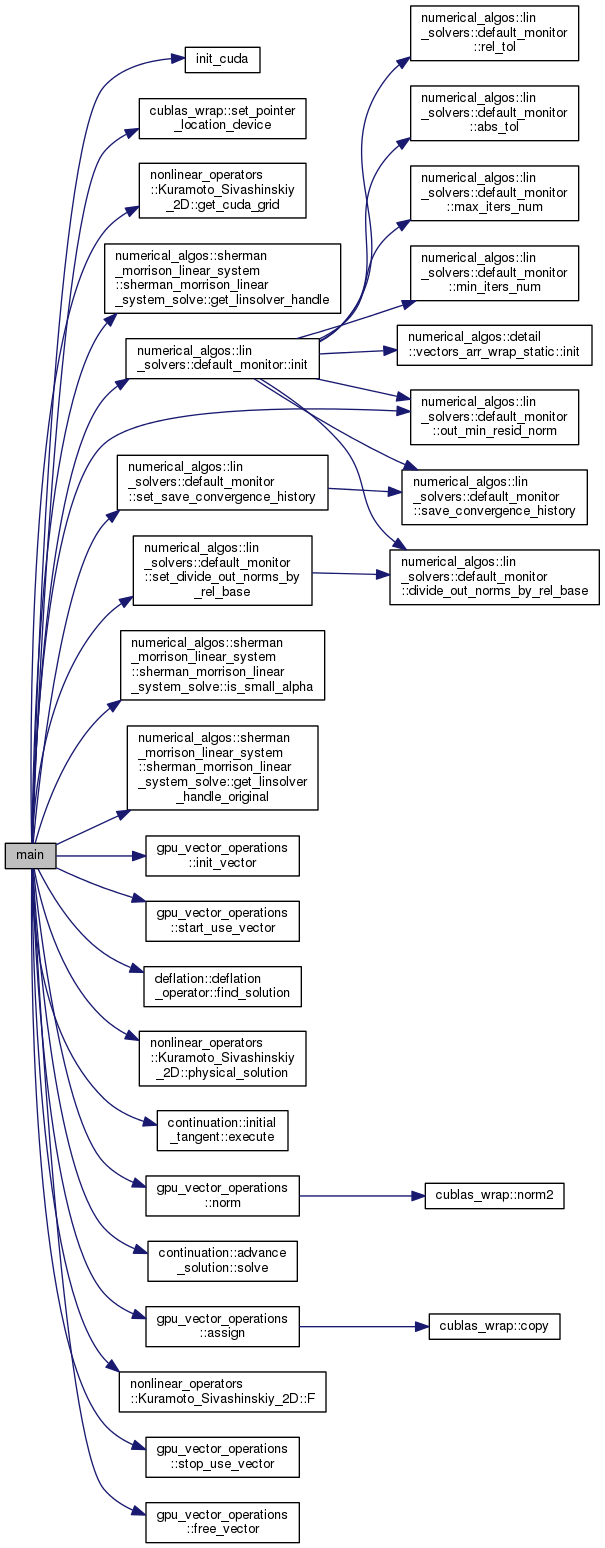 main
init_cuda
cublas_wrap::set_pointer
_location_device
nonlinear_operators
::Kuramoto_Sivashinskiy
_2D::get_cuda_grid
numerical_algos::sherman
_morrison_linear_system
::sherman_morrison_linear
_system_solve::get_linsolver_handle
numerical_algos::lin
_solvers::default_monitor::init
numerical_algos::lin
_solvers::default_monitor
::set_save_convergence_history
numerical_algos::lin
_solvers::default_monitor
::set_divide_out_norms_by
_rel_base
numerical_algos::sherman
_morrison_linear_system
::sherman_morrison_linear
_system_solve::is_small_alpha
numerical_algos::sherman
_morrison_linear_system
::sherman_morrison_linear
_system_solve::get_linsolver
_handle_original
gpu_vector_operations
::init_vector
gpu_vector_operations
::start_use_vector
deflation::deflation
_operator::find_solution
nonlinear_operators
::Kuramoto_Sivashinskiy
_2D::physical_solution
continuation::initial
_tangent::execute
gpu_vector_operations
::norm
continuation::advance
_solution::solve
gpu_vector_operations
::assign
nonlinear_operators
::Kuramoto_Sivashinskiy_2D::F
gpu_vector_operations
::stop_use_vector
gpu_vector_operations
::free_vector
numerical_algos::lin
_solvers::default_monitor
::rel_tol
numerical_algos::lin
_solvers::default_monitor
::abs_tol
numerical_algos::lin
_solvers::default_monitor
::max_iters_num
numerical_algos::lin
_solvers::default_monitor
::min_iters_num
numerical_algos::detail
::vectors_arr_wrap_static::init
numerical_algos::lin
_solvers::default_monitor
::out_min_resid_norm
numerical_algos::lin
_solvers::default_monitor
::save_convergence_history
numerical_algos::lin
_solvers::default_monitor
::divide_out_norms_by_rel_base
cublas_wrap::norm2
cublas_wrap::copy